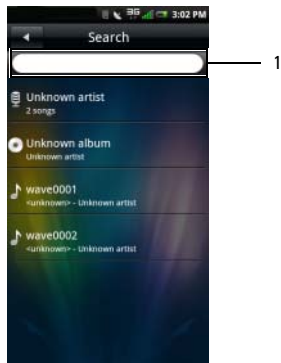 3G 3:02 PM
Search
1
Unknown artist
2 songs
Unknown album
Unknown artist
wave0001
<unknown> - Unknown artist
wave0002
<unknown> - Unknown artist